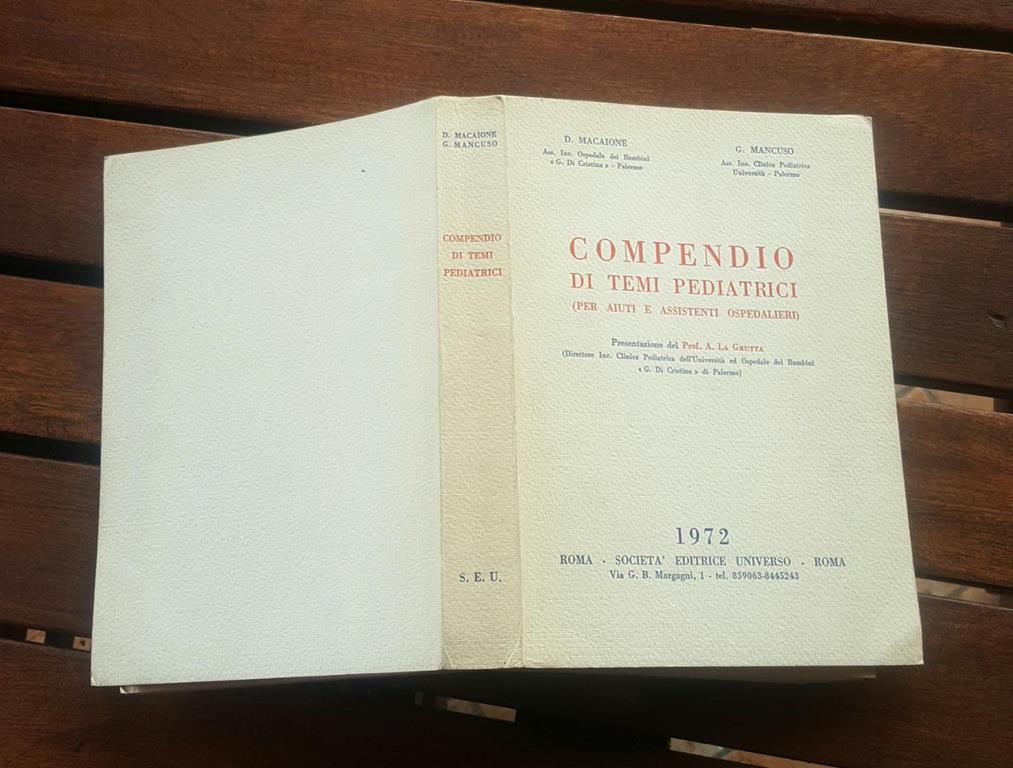 D. MACAIONE
G. MANCUSO
COMPENDIO
DI TEMI
PEDIATRICI
S. E. U.
D. MACAIONE
Ass. Inc. Ospedale dei Bambini
« G. Di Cristina » - Palermo
G. MANCUSO
Ass. Inc. Clinica Pediatrica
Università - Palermo
COMPENDIO
DI TEMI PEDIATRICI
(PER AIUTI E ASSISTENTI OSPEDALIERI)
Presentazione del Prof. A. La Grutta
(Direttore Inc. Clinica Pediatrica dell'Università ed Ospedale dei Bambini
« G. Di Cristina » di Palermo)
1972
ROMA - SOCIETA' EDITRICE UNIVERSO - ROMA
Via G. B. Margagni, 1 - tel. 859063-8445243